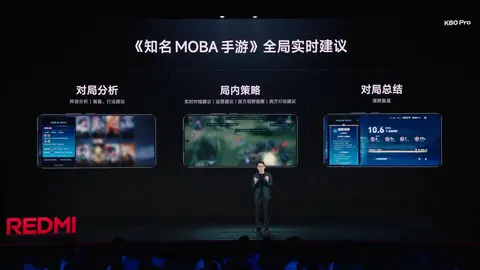 K80 Pro
《知名 MOBA 手游》全局实时建议
对局分析
阵容分析 | 装备、打法建议
局内策略
实时对线建议 | 运营建议 | 敌方视野提醒 | 我方行动建议
对局总结
策略复盘
10.6
REDMI